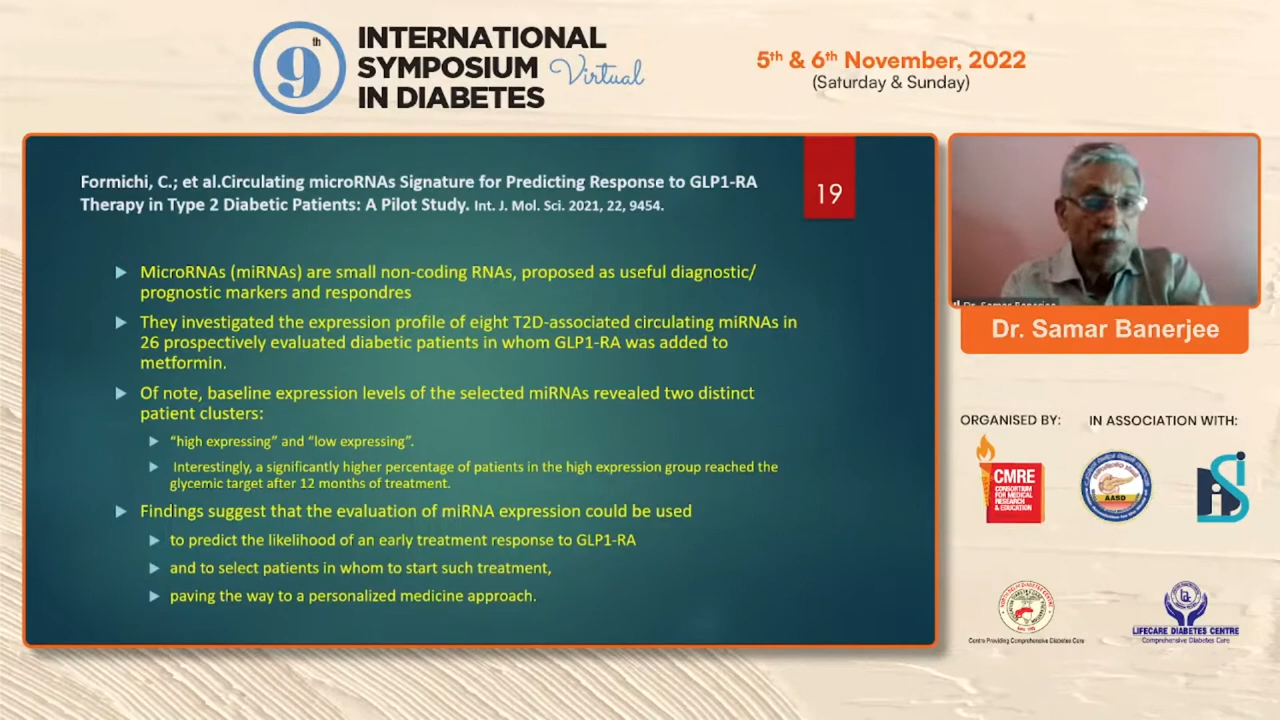 9th
INTERNATIONAL
SYMPOSIUM Virtual
IN DIABETES
5th & 6th November, 2022
(Saturday & Sunday)
Formichi, C.; et al.Circulating microRNAs Signature for Predicting Response to GLP1-RA
Therapy in Type 2 Diabetic Patients: A Pilot Study. Int. J. Mol. Sci. 2021, 22, 9454.
19
MicroRNAs (miRNAs) are small non-coding RNAs, proposed as useful diagnostic/
prognostic markers and respondres
They investigated the expression profile of eight T2D-associated circulating miRNAs in
26 prospectively evaluated diabetic patients in whom GLP1-RA was added to
metformin.
Of note, baseline expression levels of the selected miRNAs revealed two distinct
patient clusters:
“high expressing” and “low expressing”.
Interestingly, a significantly higher percentage of patients in the high expression group reached the
glycemic target after 12 months of treatment.
Findings suggest that the evaluation of miRNA expression could be used
to predict the likelihood of an early treatment response to GLP1-RA
and to select patients in whom to start such treatment,
paving the way to a personalized medicine approach.
Dr. Samar Banerjee
Dr. Samar Banerjee
ORGANISED BY:
IN ASSOCIATION WITH:
CMRE
CONSORTIUM
FOR MEDICAL
RESEARCH
& EDUCATION
AASD
Centre Providing Comprehensive Diabetes Care
LIFECARE DIABETES CENTRE
Comprehensive Diabetes Care